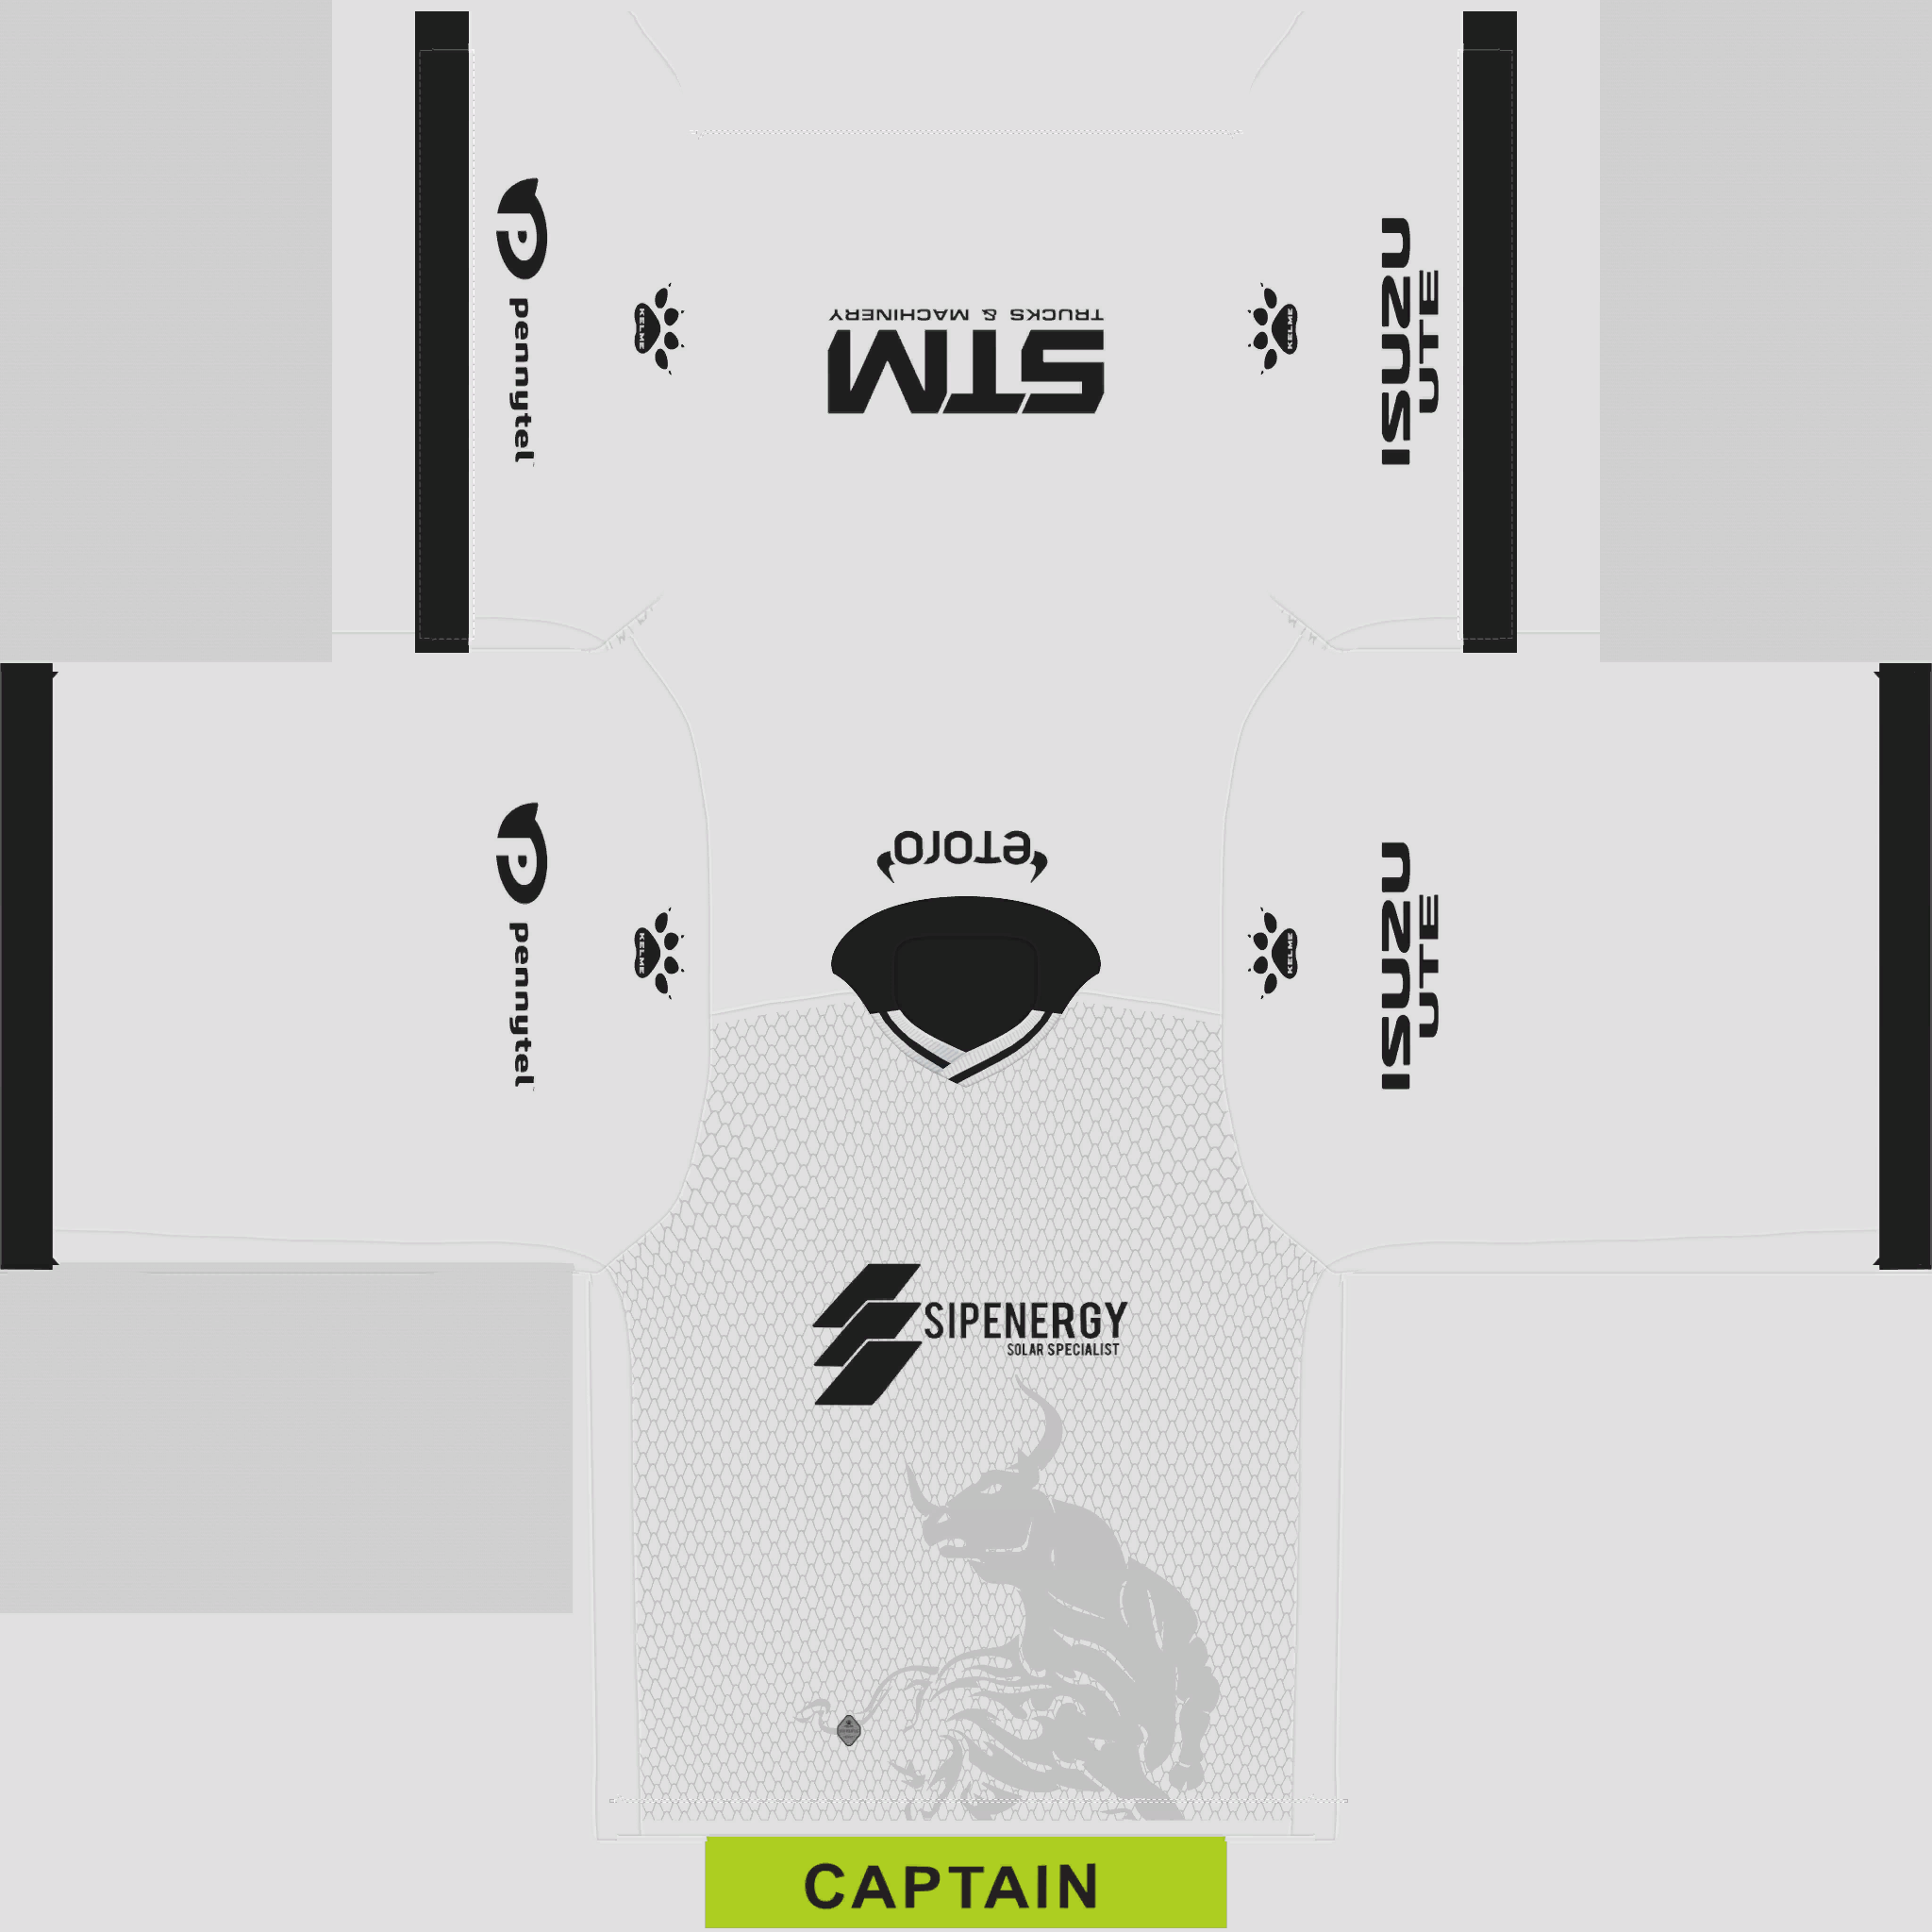 pennytel
KELME
TRUCKS & MACHINERY
STM
KELME
ISUZU
UTE
pennytel
KELME
etoro
KELME
ISUZU
UTE
SIPENERGY
SOLAR SPECIALIST
CAPTAIN